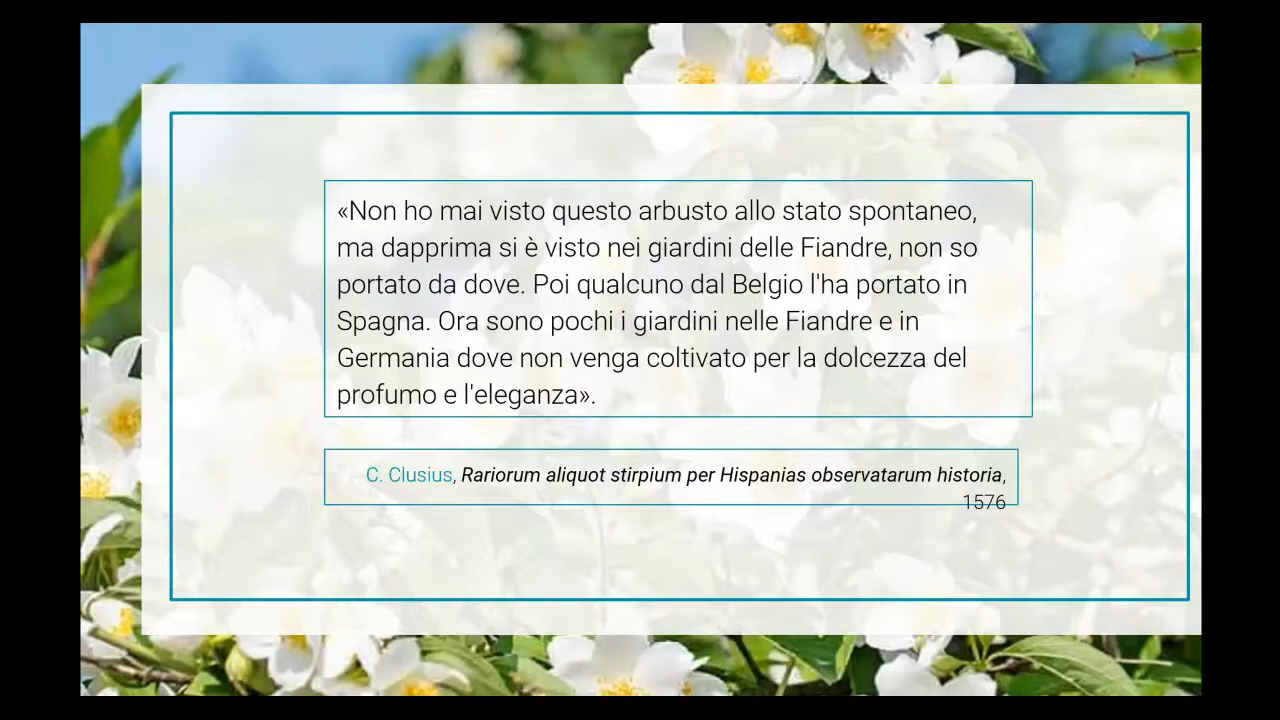 «Non ho mai visto questo arbusto allo stato spontaneo,
ma dapprima si è visto nei giardini delle Fiandre, non so
portato da dove. Poi qualcuno dal Belgio l'ha portato in
Spagna. Ora sono pochi i giardini nelle Fiandre e in
Germania dove non venga coltivato per la dolcezza del
profumo e l'eleganza».
C. Clusius, Rariorum aliquot stirpium per Hispanias observatarum historia,
1576